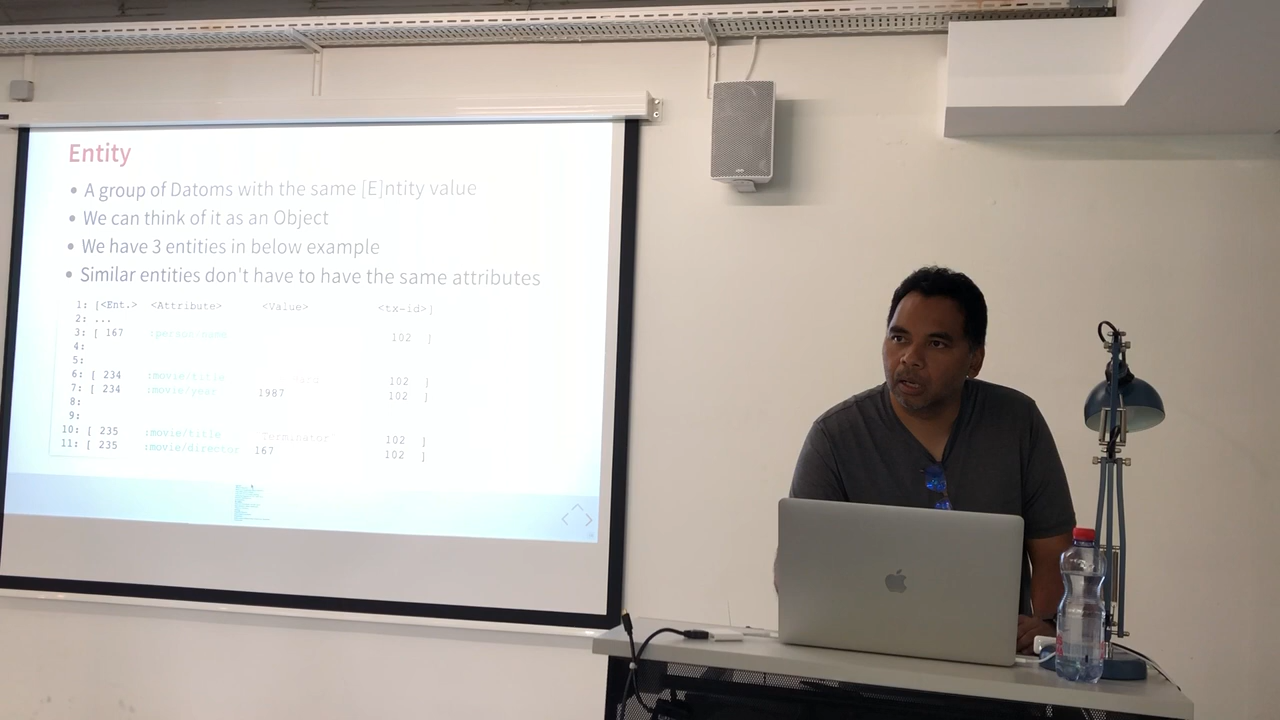 Entity
• A group of Datoms with the same [E]ntity value
• We can think of it as an Object
• We have 3 entities in below example
• Similar entities don't have to have the same attributes
1: [<Ent.> <Attribute> <Value> <tx-id>]
2: ...
3: [ 167 :person/name 102 ]
4:
5:
6: [ 234 :movie/title 102 ]
7: [ 234 :movie/year 1987 102 ]
8:
9:
10: [ 235 :movie/title Terminator 102 ]
11: [ 235 :movie/director 167 102 ]